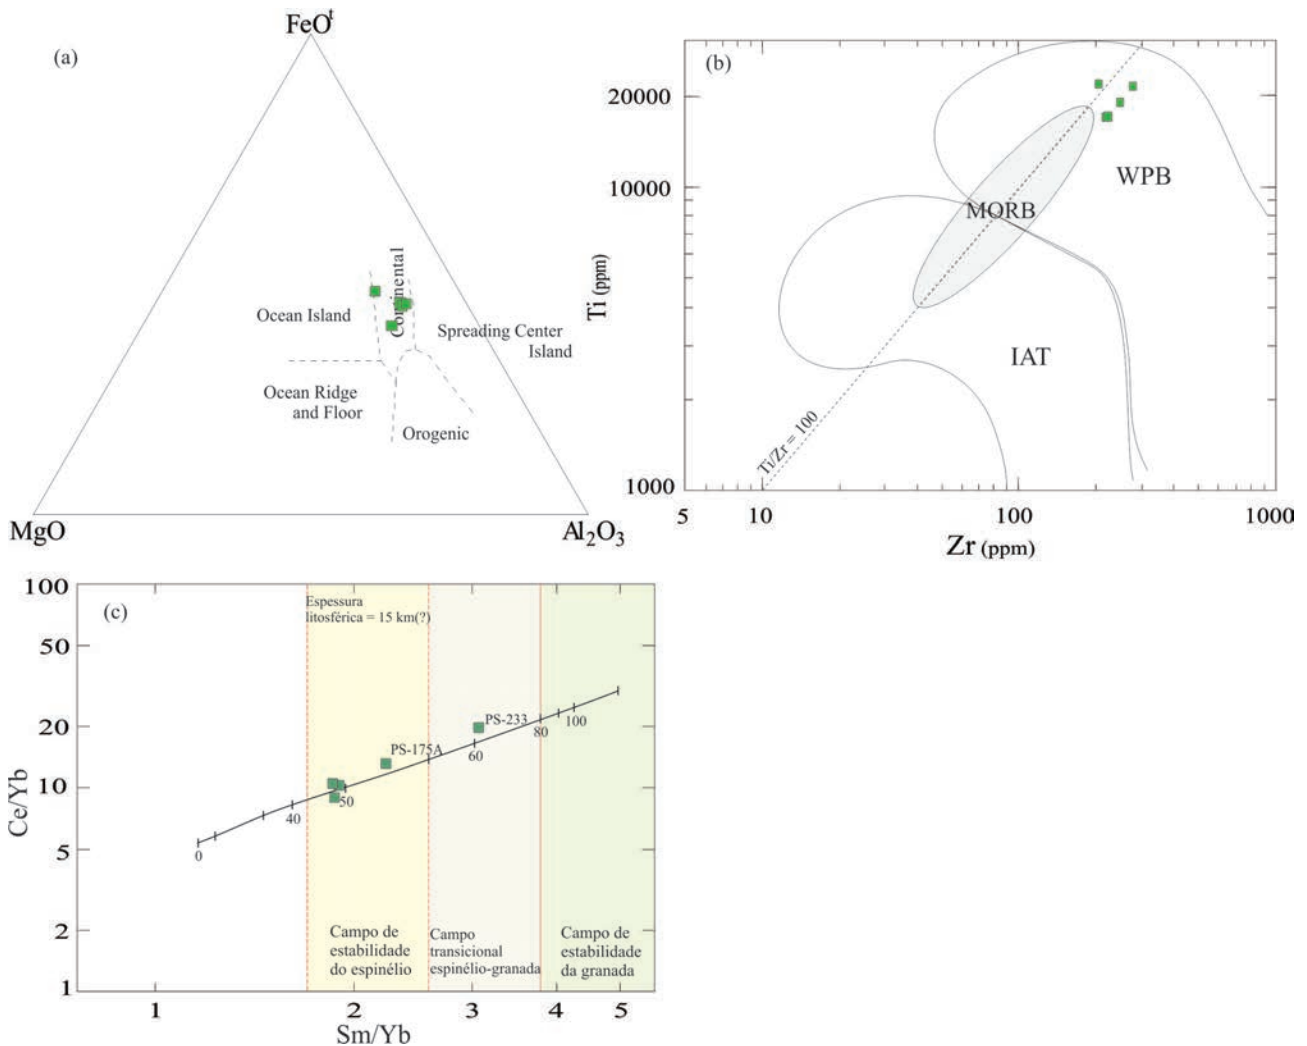 (a)
FeOᵗ
Continental
Ocean Island
Spreading Center
Island
Ocean Ridge
and Floor
Orogenic
MgO
Al₂O₃
(b)
20000
10000
1000
Ti (ppm)
WPB
MORB
IAT
Ti/Zr = 100
5
10
100
1000
Zr (ppm)
(c)
Espessura
litosférica = 15 km(?)
100
50
20
10
5
2
1
Ce/Yb
PS-233
PS-175A
0
40
50
60
80
100
Campo de
estabilidade
do espinélio
Campo
transicional
espinélio-granada
Campo de
estabilidade
da granada
1
2
3
4
5
Sm/Yb